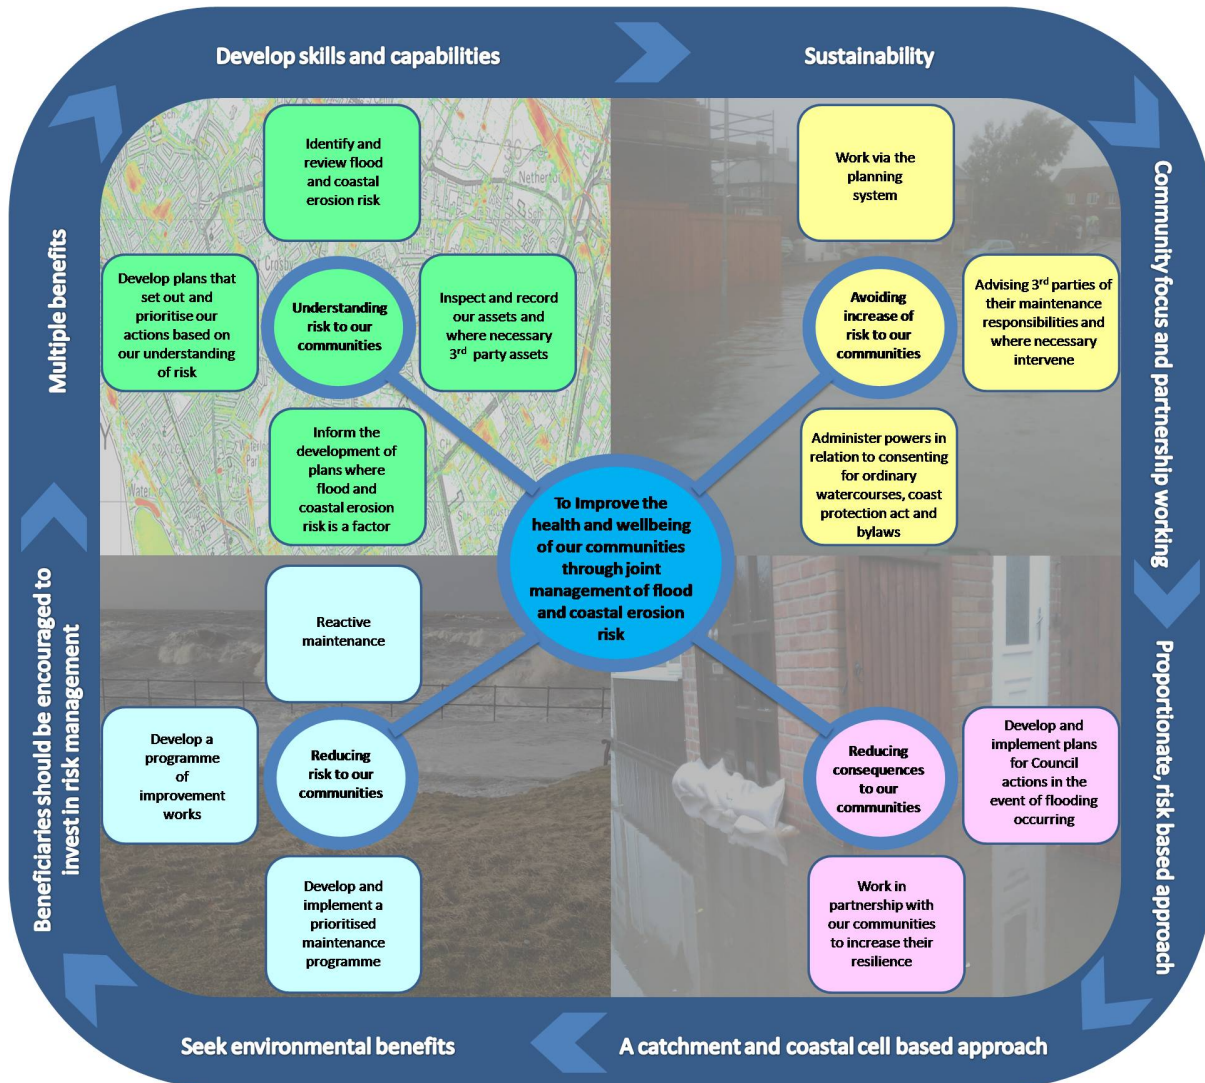 Develop skills and capabilities
Sustainability
Community focus and partnership working
Proportionate, risk based approach
A catchment and coastal cell based approach
Seek environmental benefits
Beneficiaries should be encouraged to
invest in risk management
Multiple benefits
Identify and
review flood
and coastal
erosion risk
Develop plans that
set out and
prioritise our
actions based on
our understanding
of risk
Understanding
risk to our
communities
Inspect and record
our assets and
where necessary
3rd party assets
Inform the
development of
plans where
flood and
coastal erosion
risk is a factor
Work via the
planning
system
Avoiding
increase of
risk to our
communities
Advising 3rd parties of
their maintenance
responsibilities and
where necessary
intervene
Administer powers in
relation to consenting
for ordinary
watercourses, coast
protection act and
bylaws
To Improve the
health and wellbeing
of our communities
through joint
management of flood
and coastal erosion
risk
Reactive
maintenance
Develop a
programme
of
improvement
works
Reducing
risk to our
communities
Develop and
implement a
prioritised
maintenance
programme
Reducing
consequences
to our
communities
Develop and
implement plans
for Council
actions in the
event of flooding
occurring
Work in
partnership with
our communities
to increase their
resilience